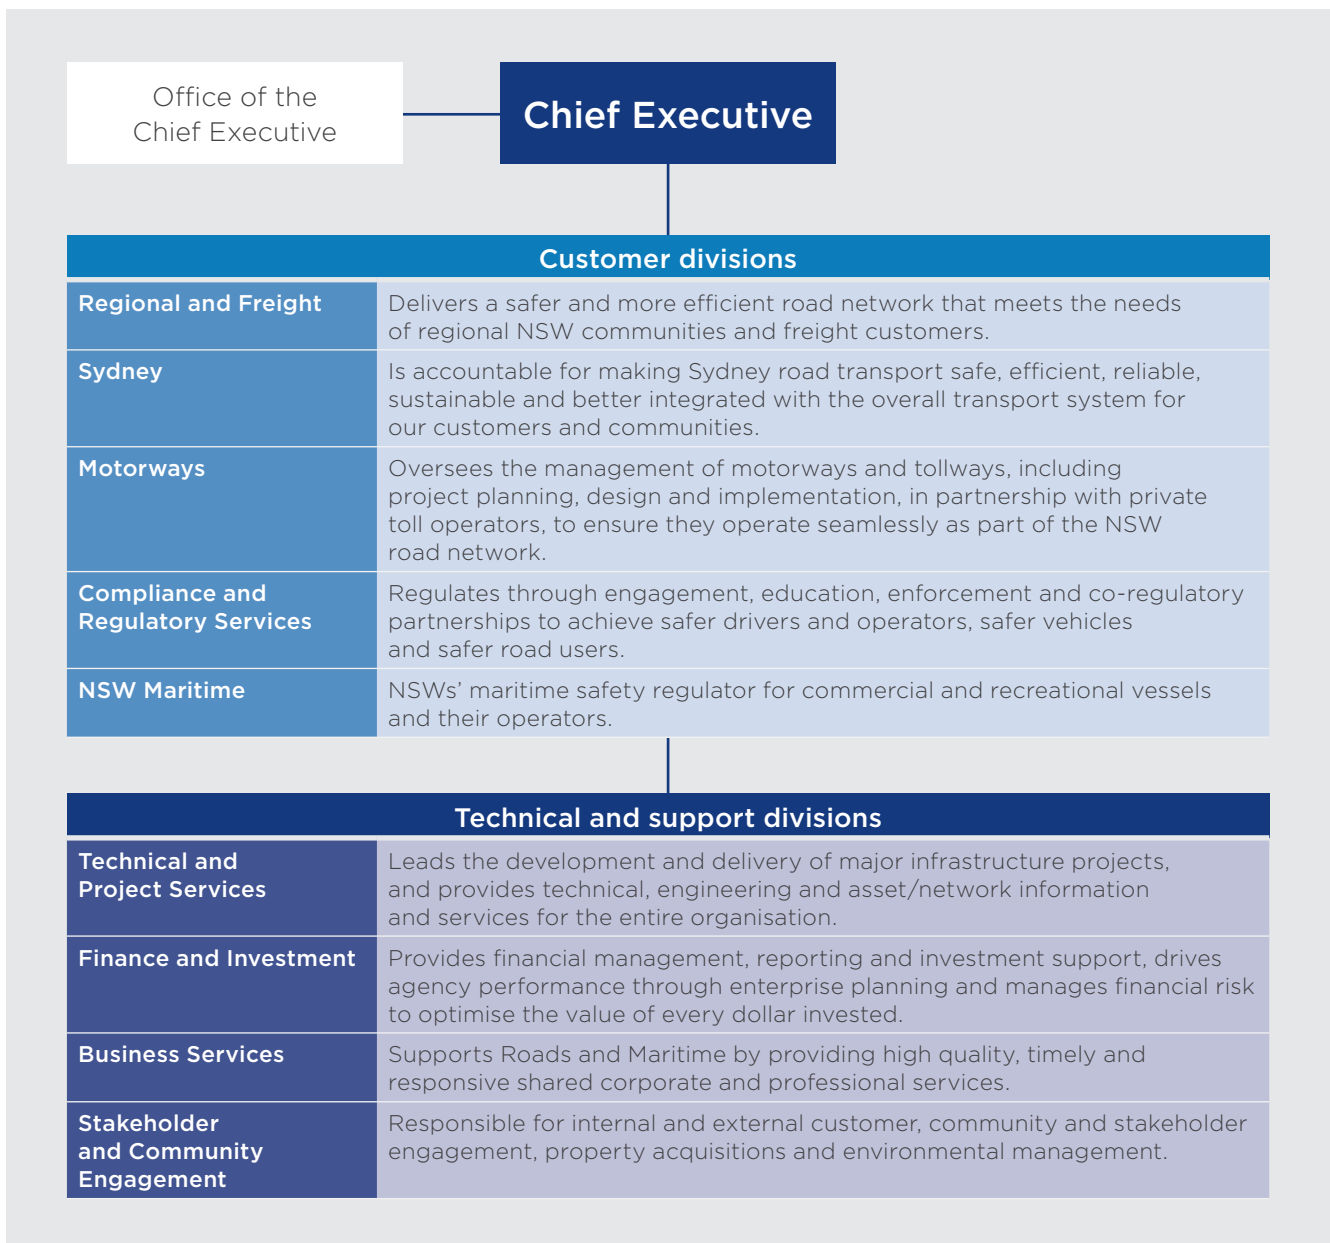 Office of the
Chief Executive
Chief Executive
Customer divisions
Regional and Freight
Delivers a safer and more efficient road network that meets the needs
of regional NSW communities and freight customers.
Sydney
Is accountable for making Sydney road transport safe, efficient, reliable,
sustainable and better integrated with the overall transport system for
our customers and communities.
Motorways
Oversees the management of motorways and tollways, including
project planning, design and implementation, in partnership with private
toll operators, to ensure they operate seamlessly as part of the NSW
road network.
Compliance and
Regulatory Services
Regulates through engagement, education, enforcement and co-regulatory
partnerships to achieve safer drivers and operators, safer vehicles
and safer road users.
NSW Maritime
NSWs’ maritime safety regulator for commercial and recreational vessels
and their operators.
Technical and support divisions
Technical and
Project Services
Leads the development and delivery of major infrastructure projects,
and provides technical, engineering and asset/network information
and services for the entire organisation.
Finance and Investment
Provides financial management, reporting and investment support, drives
agency performance through enterprise planning and manages financial risk
to optimise the value of every dollar invested.
Business Services
Supports Roads and Maritime by providing high quality, timely and
responsive shared corporate and professional services.
Stakeholder
and Community
Engagement
Responsible for internal and external customer, community and stakeholder
engagement, property acquisitions and environmental management.